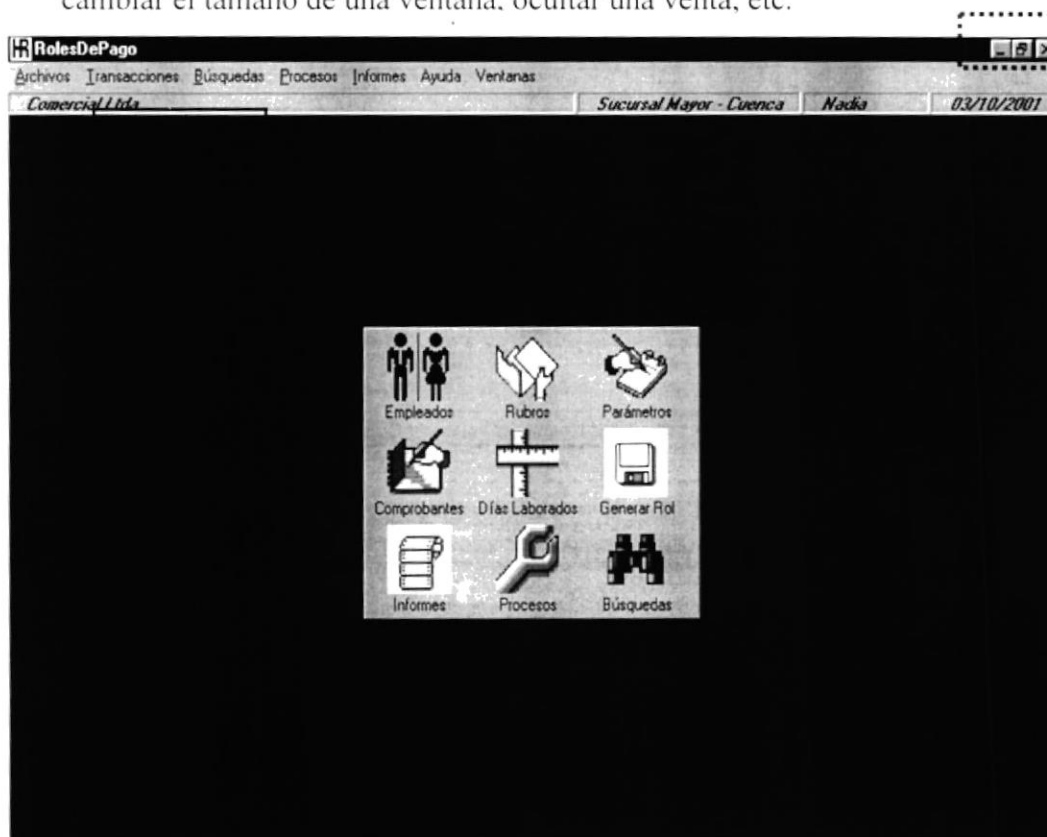 cambiar el tamaño de una ventana, ocultar una venta, etc.
HR RolesDePago
Archivos Transacciones Búsquedas Procesos Informes Ayuda Ventanas
Comercial Ltda Sucursal Mayor - Cuenca Nadia 03/10/2001
Empleados Rubros Parámetros
Comprobantes Días Laborados Generar Rol
Informes Procesos Búsquedas